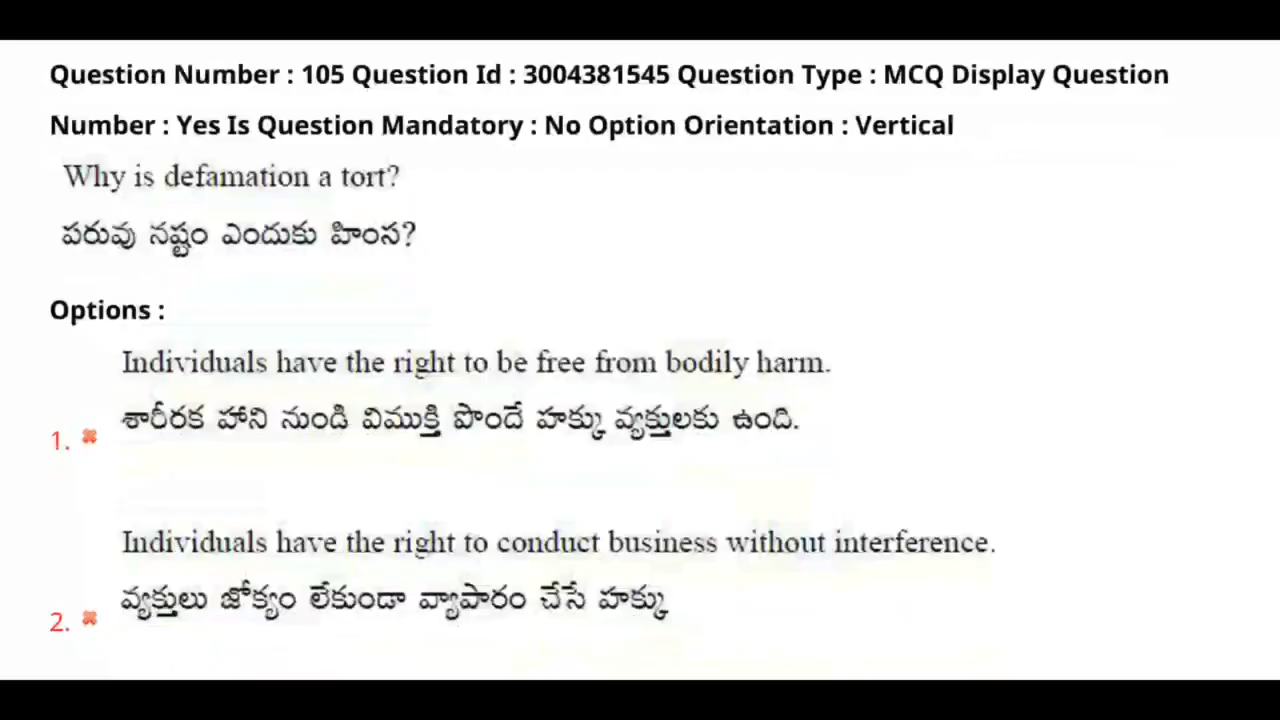 Question Number : 105 Question Id : 3004381545 Question Type : MCQ Display Question
Number : Yes Is Question Mandatory : No Option Orientation : Vertical
Why is defamation a tort?
పరువు నష్టం ఎందుకు హింస?
Options :
Individuals have the right to be free from bodily harm.
శారీరక హాని నుండి విముక్తి పొందే హక్కు వ్యక్తులకు ఉంది.
1.
Individuals have the right to conduct business without interference.
వ్యక్తులు జోక్యం లేకుండా వ్యాపారం చేసే హక్కు
2.